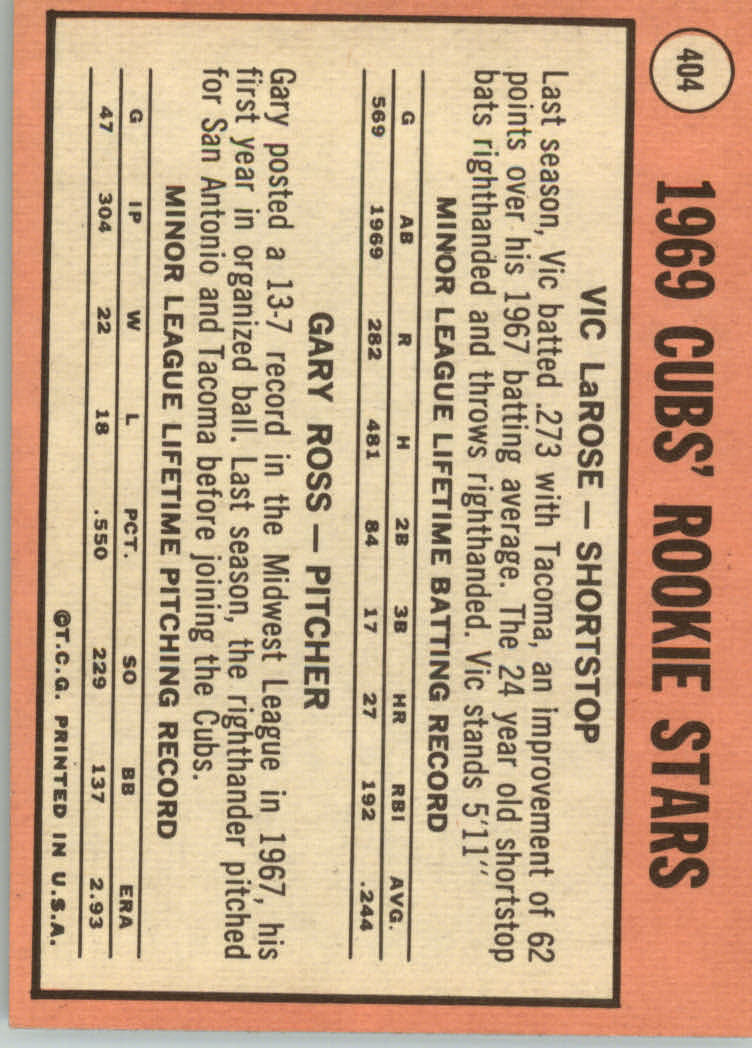 404
1969 CUBS' ROOKIE STARS
VIC LaROSE — SHORTSTOP
Last season, Vic batted .273 with Tacoma, an improvement of 62
points over his 1967 batting average. The 24 year old shortstop
bats righthanded and throws righthanded. Vic stands 5'11"
MINOR LEAGUE LIFETIME BATTING RECORD
G AB R H 2B 3B HR RBI AVG.
569 1969 282 481 84 17 27 192 .244
GARY ROSS — PITCHER
Gary posted a 13-7 record in the Midwest League in 1967, his
first year in organized ball. Last season, the righthander pitched
for San Antonio and Tacoma before joining the Cubs.
MINOR LEAGUE LIFETIME PITCHING RECORD
G IP W L PCT. SO BB ERA
47 304 22 18 .550 229 137 2.93
©T.C.G. PRINTED IN U.S.A.